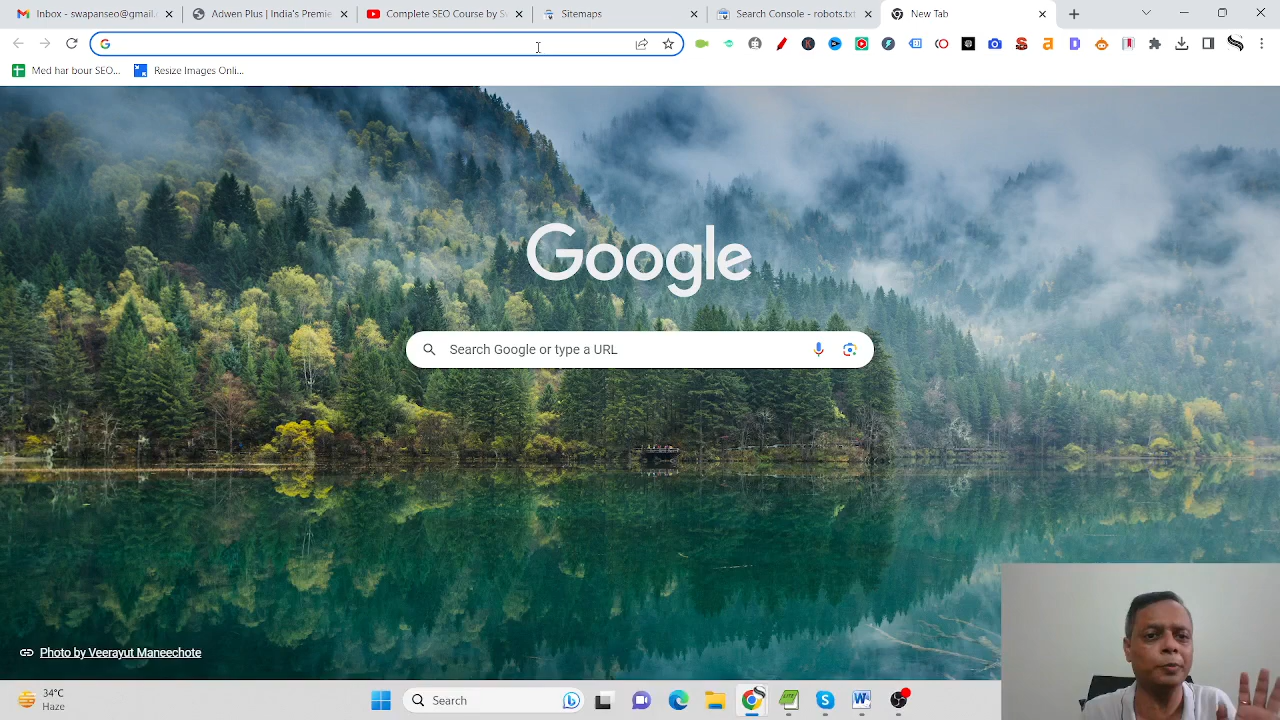 Inbox - swapanseo@gmail.
Adwen Plus | India's Premie
Complete SEO Course by Sw
Sitemaps
Search Console - robots.txt
New Tab
Med har bour SEO...
Resize Images Onli...
Google
Search Google or type a URL
Photo by Veerayut Maneechote
34°C
Haze
Search